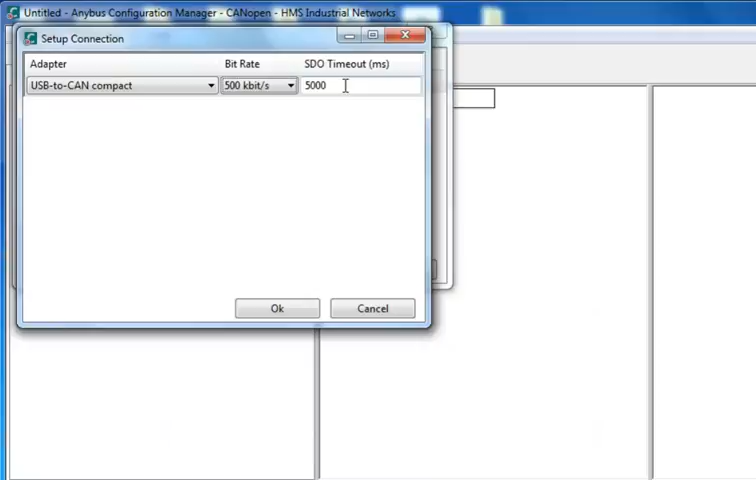 Untitled - Anybus Configuration Manager - CANopen - HMS Industrial Networks
Setup Connection
Adapter Bit Rate SDO Timeout (ms)
USB-to-CAN compact 500 kbit/s 5000
Ok Cancel